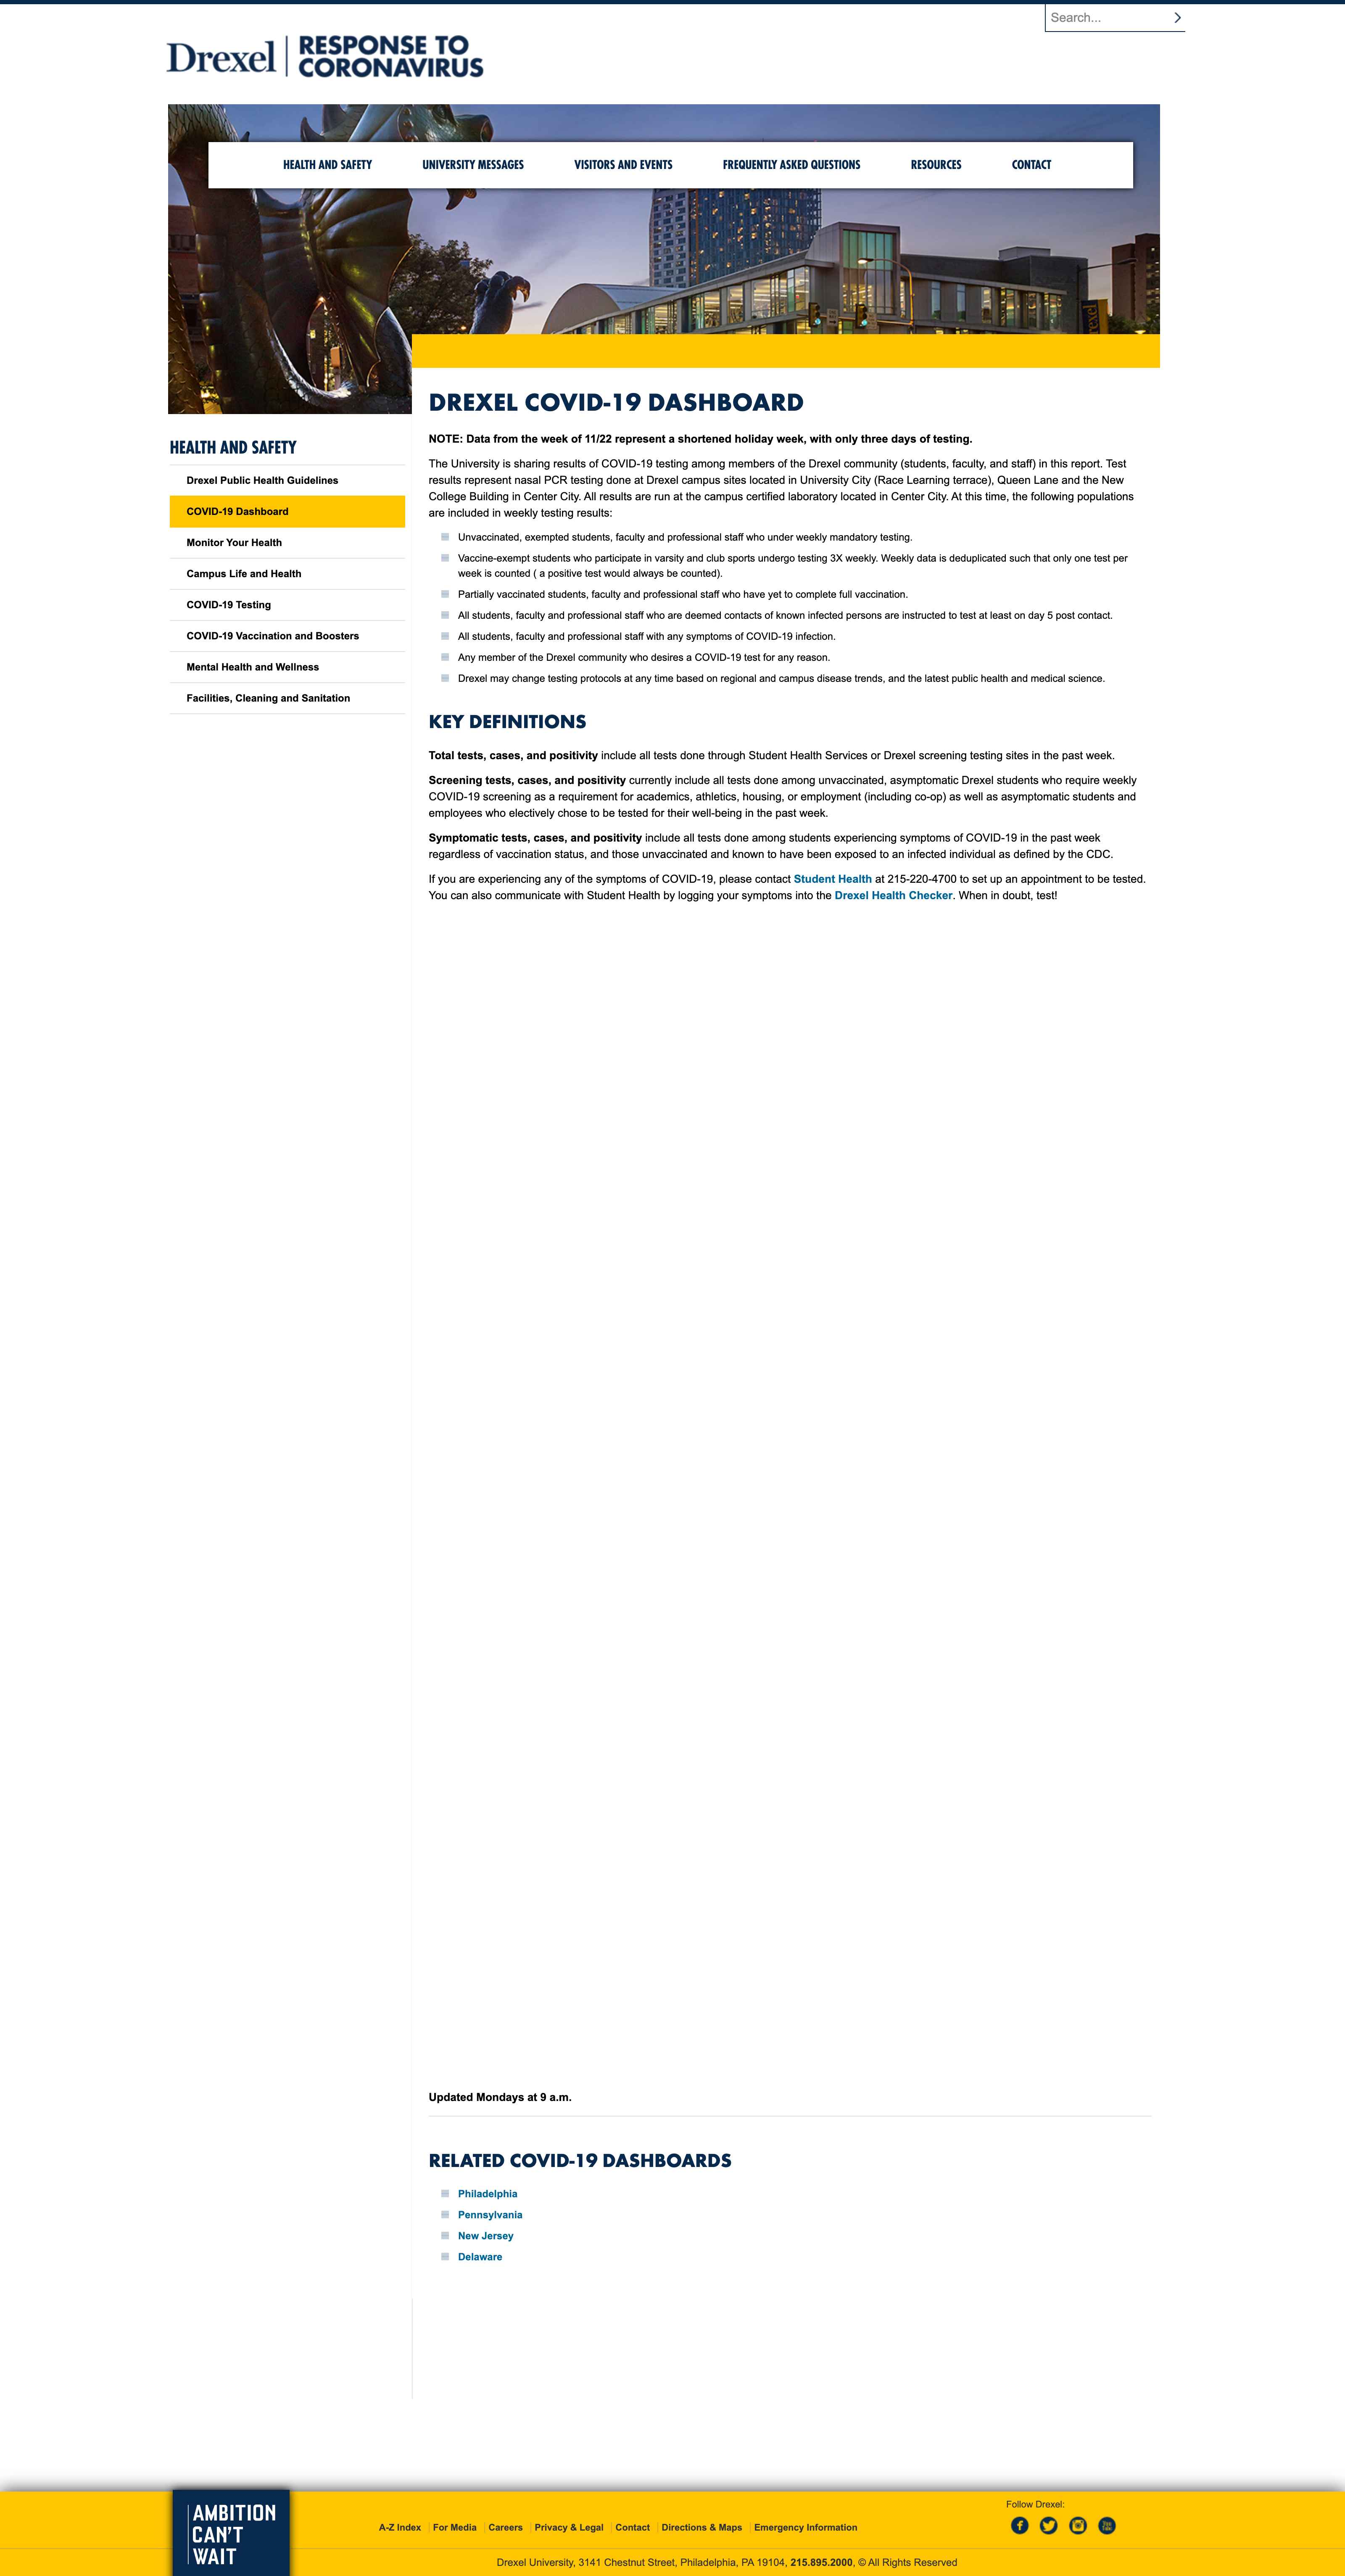 Search...
Drexel
RESPONSE TO
CORONAVIRUS
HEALTH AND SAFETY
UNIVERSITY MESSAGES
VISITORS AND EVENTS
FREQUENTLY ASKED QUESTIONS
RESOURCES
CONTACT
DREXEL COVID-19 DASHBOARD
NOTE: Data from the week of 11/22 represent a shortened holiday week, with only three days of testing.
The University is sharing results of COVID-19 testing among members of the Drexel community (students, faculty, and staff) in this report. Test
results represent nasal PCR testing done at Drexel campus sites located in University City (Race Learning terrace), Queen Lane and the New
College Building in Center City. All results are run at the campus certified laboratory located in Center City. At this time, the following populations
are included in weekly testing results:
Unvaccinated, exempted students, faculty and professional staff who under weekly mandatory testing.
Vaccine-exempt students who participate in varsity and club sports undergo testing 3X weekly. Weekly data is deduplicated such that only one test per
week is counted ( a positive test would always be counted).
Partially vaccinated students, faculty and professional staff who have yet to complete full vaccination.
All students, faculty and professional staff who are deemed contacts of known infected persons are instructed to test at least on day 5 post contact.
All students, faculty and professional staff with any symptoms of COVID-19 infection.
Any member of the Drexel community who desires a COVID-19 test for any reason.
Drexel may change testing protocols at any time based on regional and campus disease trends, and the latest public health and medical science.
KEY DEFINITIONS
Total tests, cases, and positivity include all tests done through Student Health Services or Drexel screening testing sites in the past week.
Screening tests, cases, and positivity currently include all tests done among unvaccinated, asymptomatic Drexel students who require weekly
COVID-19 screening as a requirement for academics, athletics, housing, or employment (including co-op) as well as asymptomatic students and
employees who electively chose to be tested for their well-being in the past week.
Symptomatic tests, cases, and positivity include all tests done among students experiencing symptoms of COVID-19 in the past week
regardless of vaccination status, and those unvaccinated and known to have been exposed to an infected individual as defined by the CDC.
If you are experiencing any of the symptoms of COVID-19, please contact Student Health at 215-220-4700 to set up an appointment to be tested.
You can also communicate with Student Health by logging your symptoms into the Drexel Health Checker. When in doubt, test!
HEALTH AND SAFETY
Drexel Public Health Guidelines
COVID-19 Dashboard
Monitor Your Health
Campus Life and Health
COVID-19 Testing
COVID-19 Vaccination and Boosters
Mental Health and Wellness
Facilities, Cleaning and Sanitation
Updated Mondays at 9 a.m.
RELATED COVID-19 DASHBOARDS
Philadelphia
Pennsylvania
New Jersey
Delaware
AMBITION
CAN'T
WAIT
A-Z Index
For Media
Careers
Privacy & Legal
Contact
Directions & Maps
Emergency Information
Follow Drexel:
Drexel University, 3141 Chestnut Street, Philadelphia, PA 19104, 215.895.2000, © All Rights Reserved